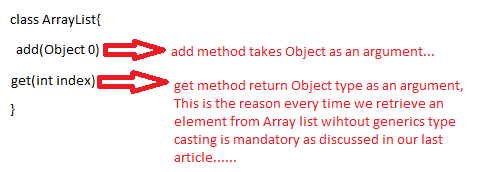 class ArrayList{
add(Object 0) add method takes Object as an argument...
get(int index) get method return Object type as an argument,
This is the reason every time we retrieve an
} element from Array list wihtout generics type
casting is mandatory as discussed in our last
article......